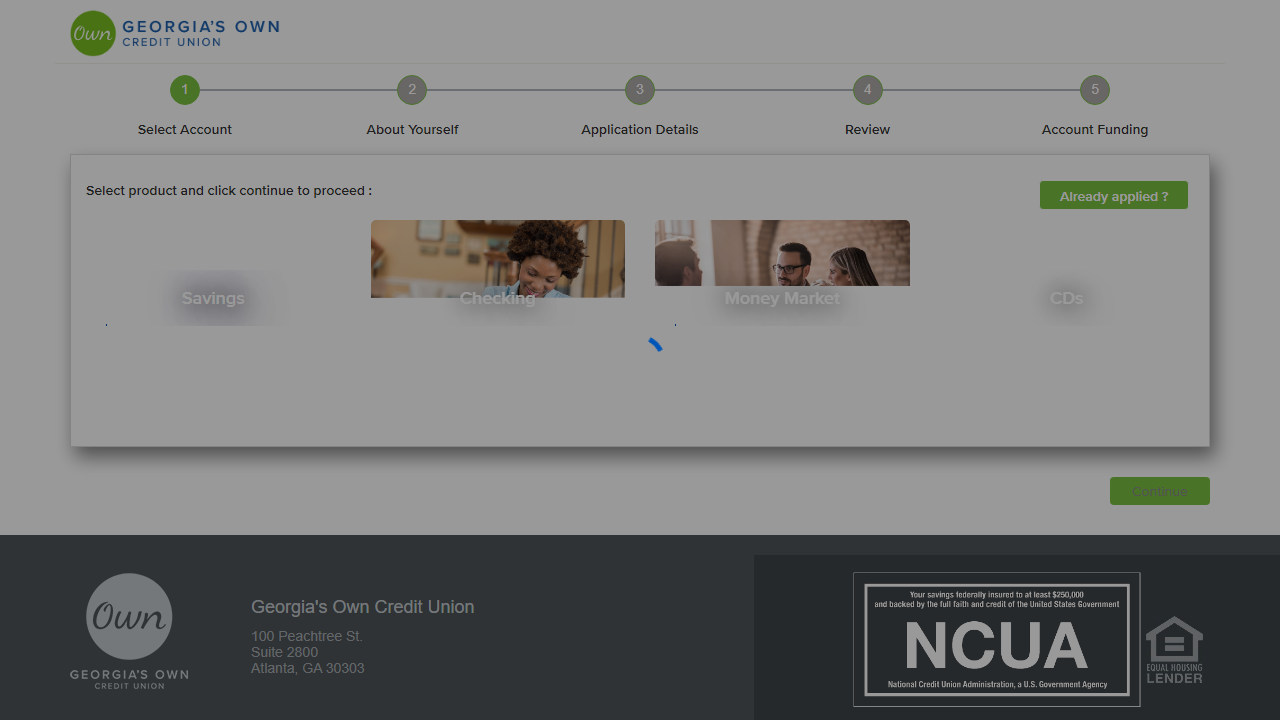 Own
GEORGIA'S OWN
CREDIT UNION
1
2
3
4
5
Select Account
About Yourself
Application Details
Review
Account Funding
Select product and click continue to proceed :
Already applied ?
Savings
Checking
Money Market
CDs
Continue
Own
GEORGIA'S OWN
CREDIT UNION
Georgia's Own Credit Union
100 Peachtree St.
Suite 2800
Atlanta, GA 30303
Your savings federally insured to at least $250,000
and backed by the full faith and credit of the United States Government
NCUA
National Credit Union Administration, a U.S. Government Agency
EQUAL HOUSING
LENDER